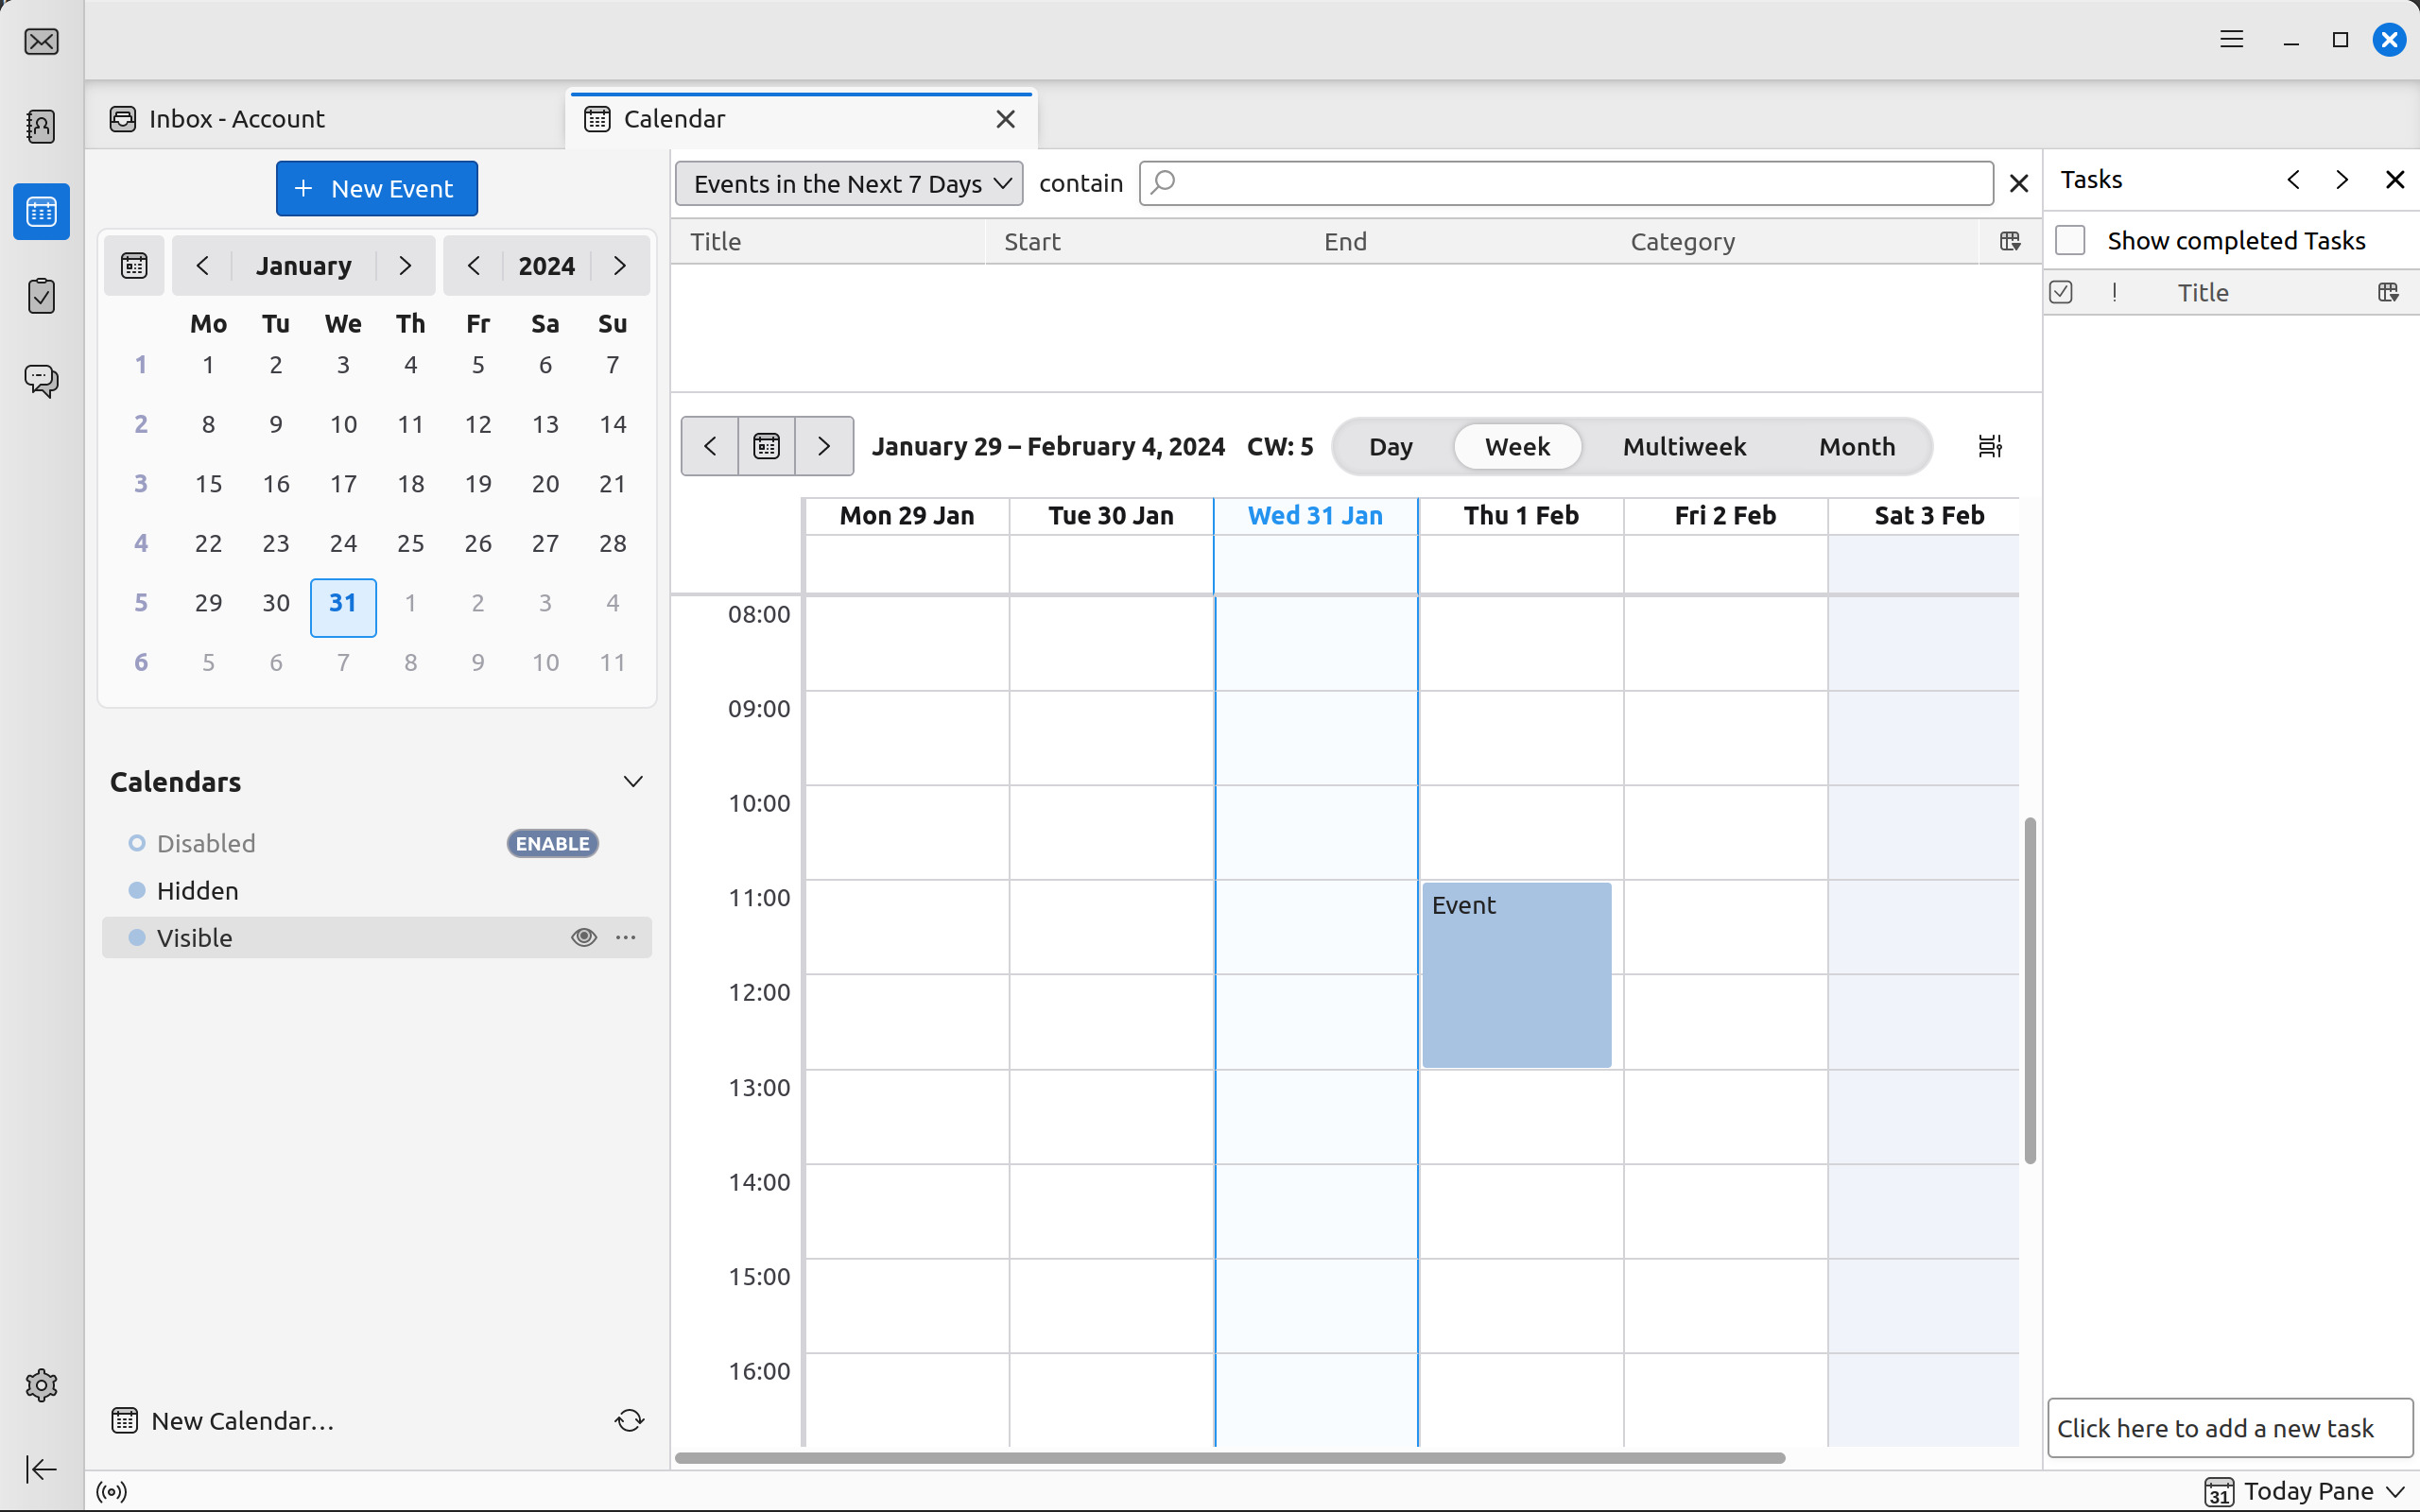 Inbox - Account
Calendar
+ New Event
January
2024
Mo Tu We Th Fr Sa Su
1 1 2 3 4 5 6 7
2 8 9 10 11 12 13 14
3 15 16 17 18 19 20 21
4 22 23 24 25 26 27 28
5 29 30 31 1 2 3 4
6 5 6 7 8 9 10 11
Calendars
Disabled ENABLE
Hidden
Visible
New Calendar...
Events in the Next 7 Days contain
Title Start End Category
January 29 – February 4, 2024 CW: 5 Day Week Multiweek Month
Mon 29 Jan Tue 30 Jan Wed 31 Jan Thu 1 Feb Fri 2 Feb Sat 3 Feb
08:00
09:00
10:00
11:00
Event
12:00
13:00
14:00
15:00
16:00
Tasks
Show completed Tasks
! Title
Click here to add a new task
31 Today Pane